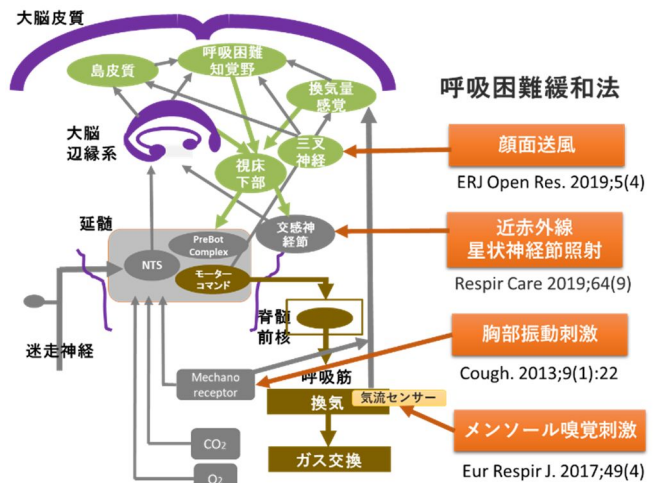 大脳皮質
呼吸困難
知覚野
島皮質
換気量
感覚
大脳
辺縁系
三叉
神経
視床
下部
延髄
交感神
経節
PreBot
Complex
NTS
モーター
コマンド
脊髄
前核
迷走神経
呼吸筋
Mechano
receptor
換気
気流センサー
CO2
ガス交換
O2
呼吸困難緩和法
顔面送風
ERJ Open Res. 2019;5(4)
近赤外線
星状神経節照射
Respir Care 2019;64(9)
胸部振動刺激
Cough. 2013;9(1):22
メンソール嗅覚刺激
Eur Respir J. 2017;49(4)